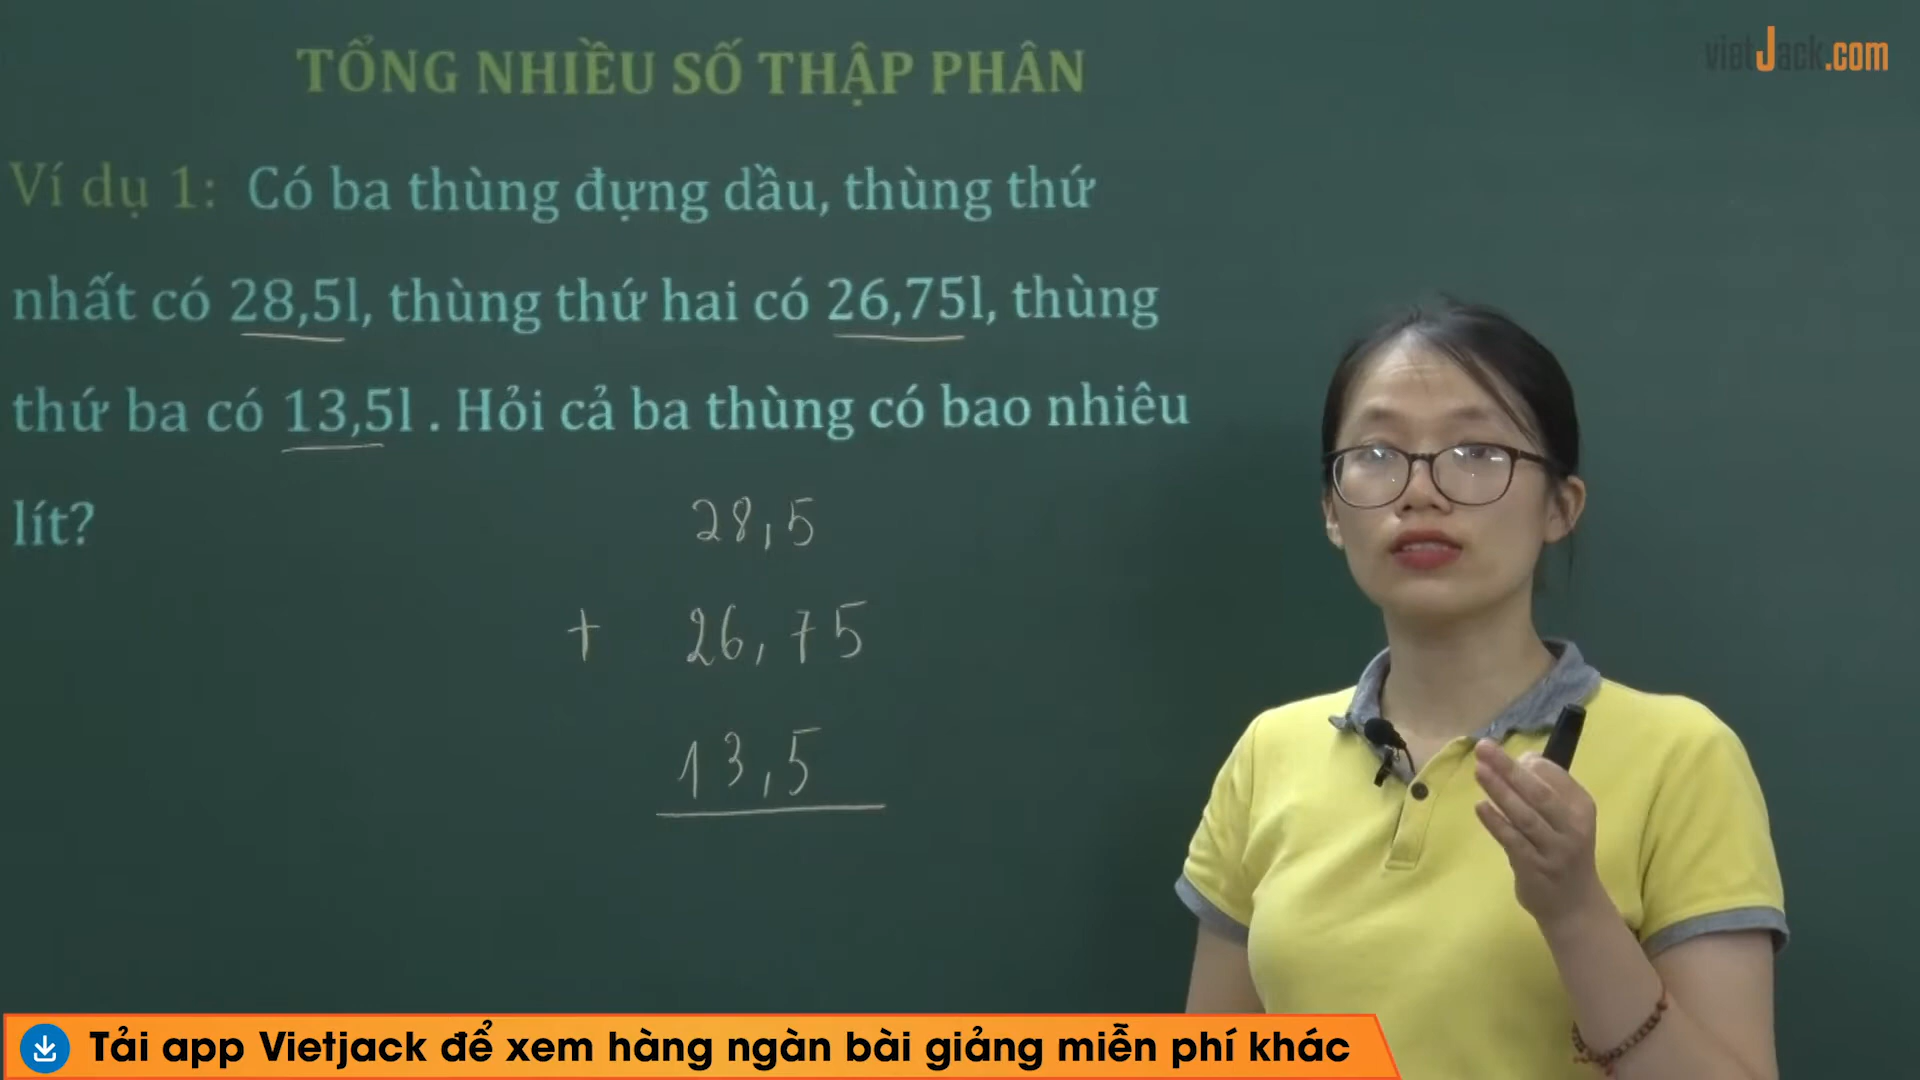 vietJack.com
TỔNG NHIỀU SỐ THẬP PHÂN
Ví dụ 1: Có ba thùng đựng dầu, thùng thứ
nhất có 28,5l, thùng thứ hai có 26,75l, thùng
thứ ba có 13,5l . Hỏi cả ba thùng có bao nhiêu
lít?
28,5
+ 26,75
13,5
Tải app Vietjack để xem hàng ngàn bài giảng miễn phí khác